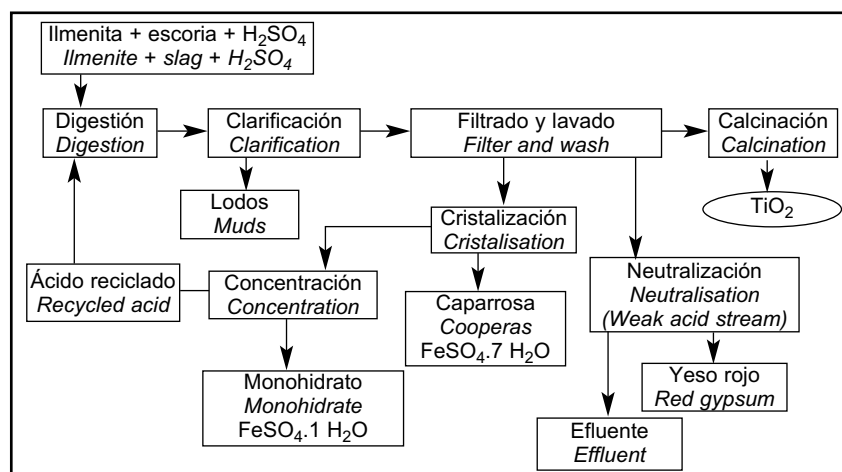 Ilmenita + escoria + H₂SO₄
Ilmenite + slag + H₂SO₄
Digestión
Digestion
Clarificación
Clarification
Filtrado y lavado
Filter and wash
Calcinación
Calcination
Lodos
Muds
Cristalización
Cristalisation
TiO₂
Ácido reciclado
Recycled acid
Concentración
Concentration
Caparrosa
Cooperas
FeSO₄.7 H₂O
Neutralización
Neutralisation
(Weak acid stream)
Monohidrato
Monohidrate
FeSO₄.1 H₂O
Yeso rojo
Red gypsum
Efluente
Effluent